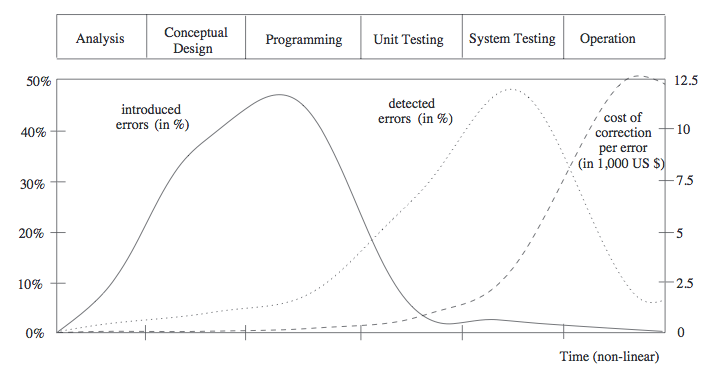 Analysis
Conceptual
Design
Programming
Unit Testing
System Testing
Operation
50%
40%
30%
20%
10%
0%
introduced
errors (in %)
detected
errors (in %)
cost of
correction
per error
(in 1,000 US $)
12.5
10
7.5
5
2.5
0
Time (non-linear)